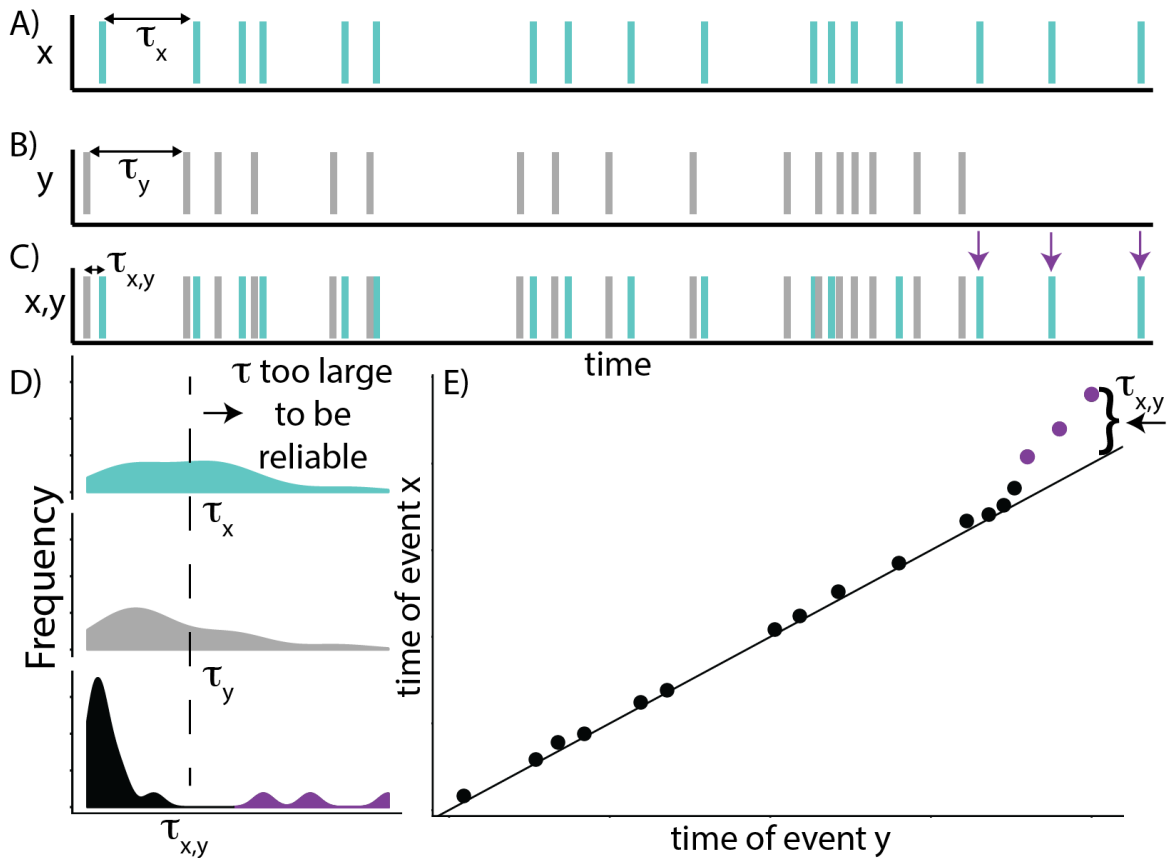 A)
x
τx
B)
y
τy
C)
x,y
τx,y
time
D)
τ too large
to be
reliable
Frequency
τx
τy
τx,y
E)
time of event x
τx,y
}
time of event y